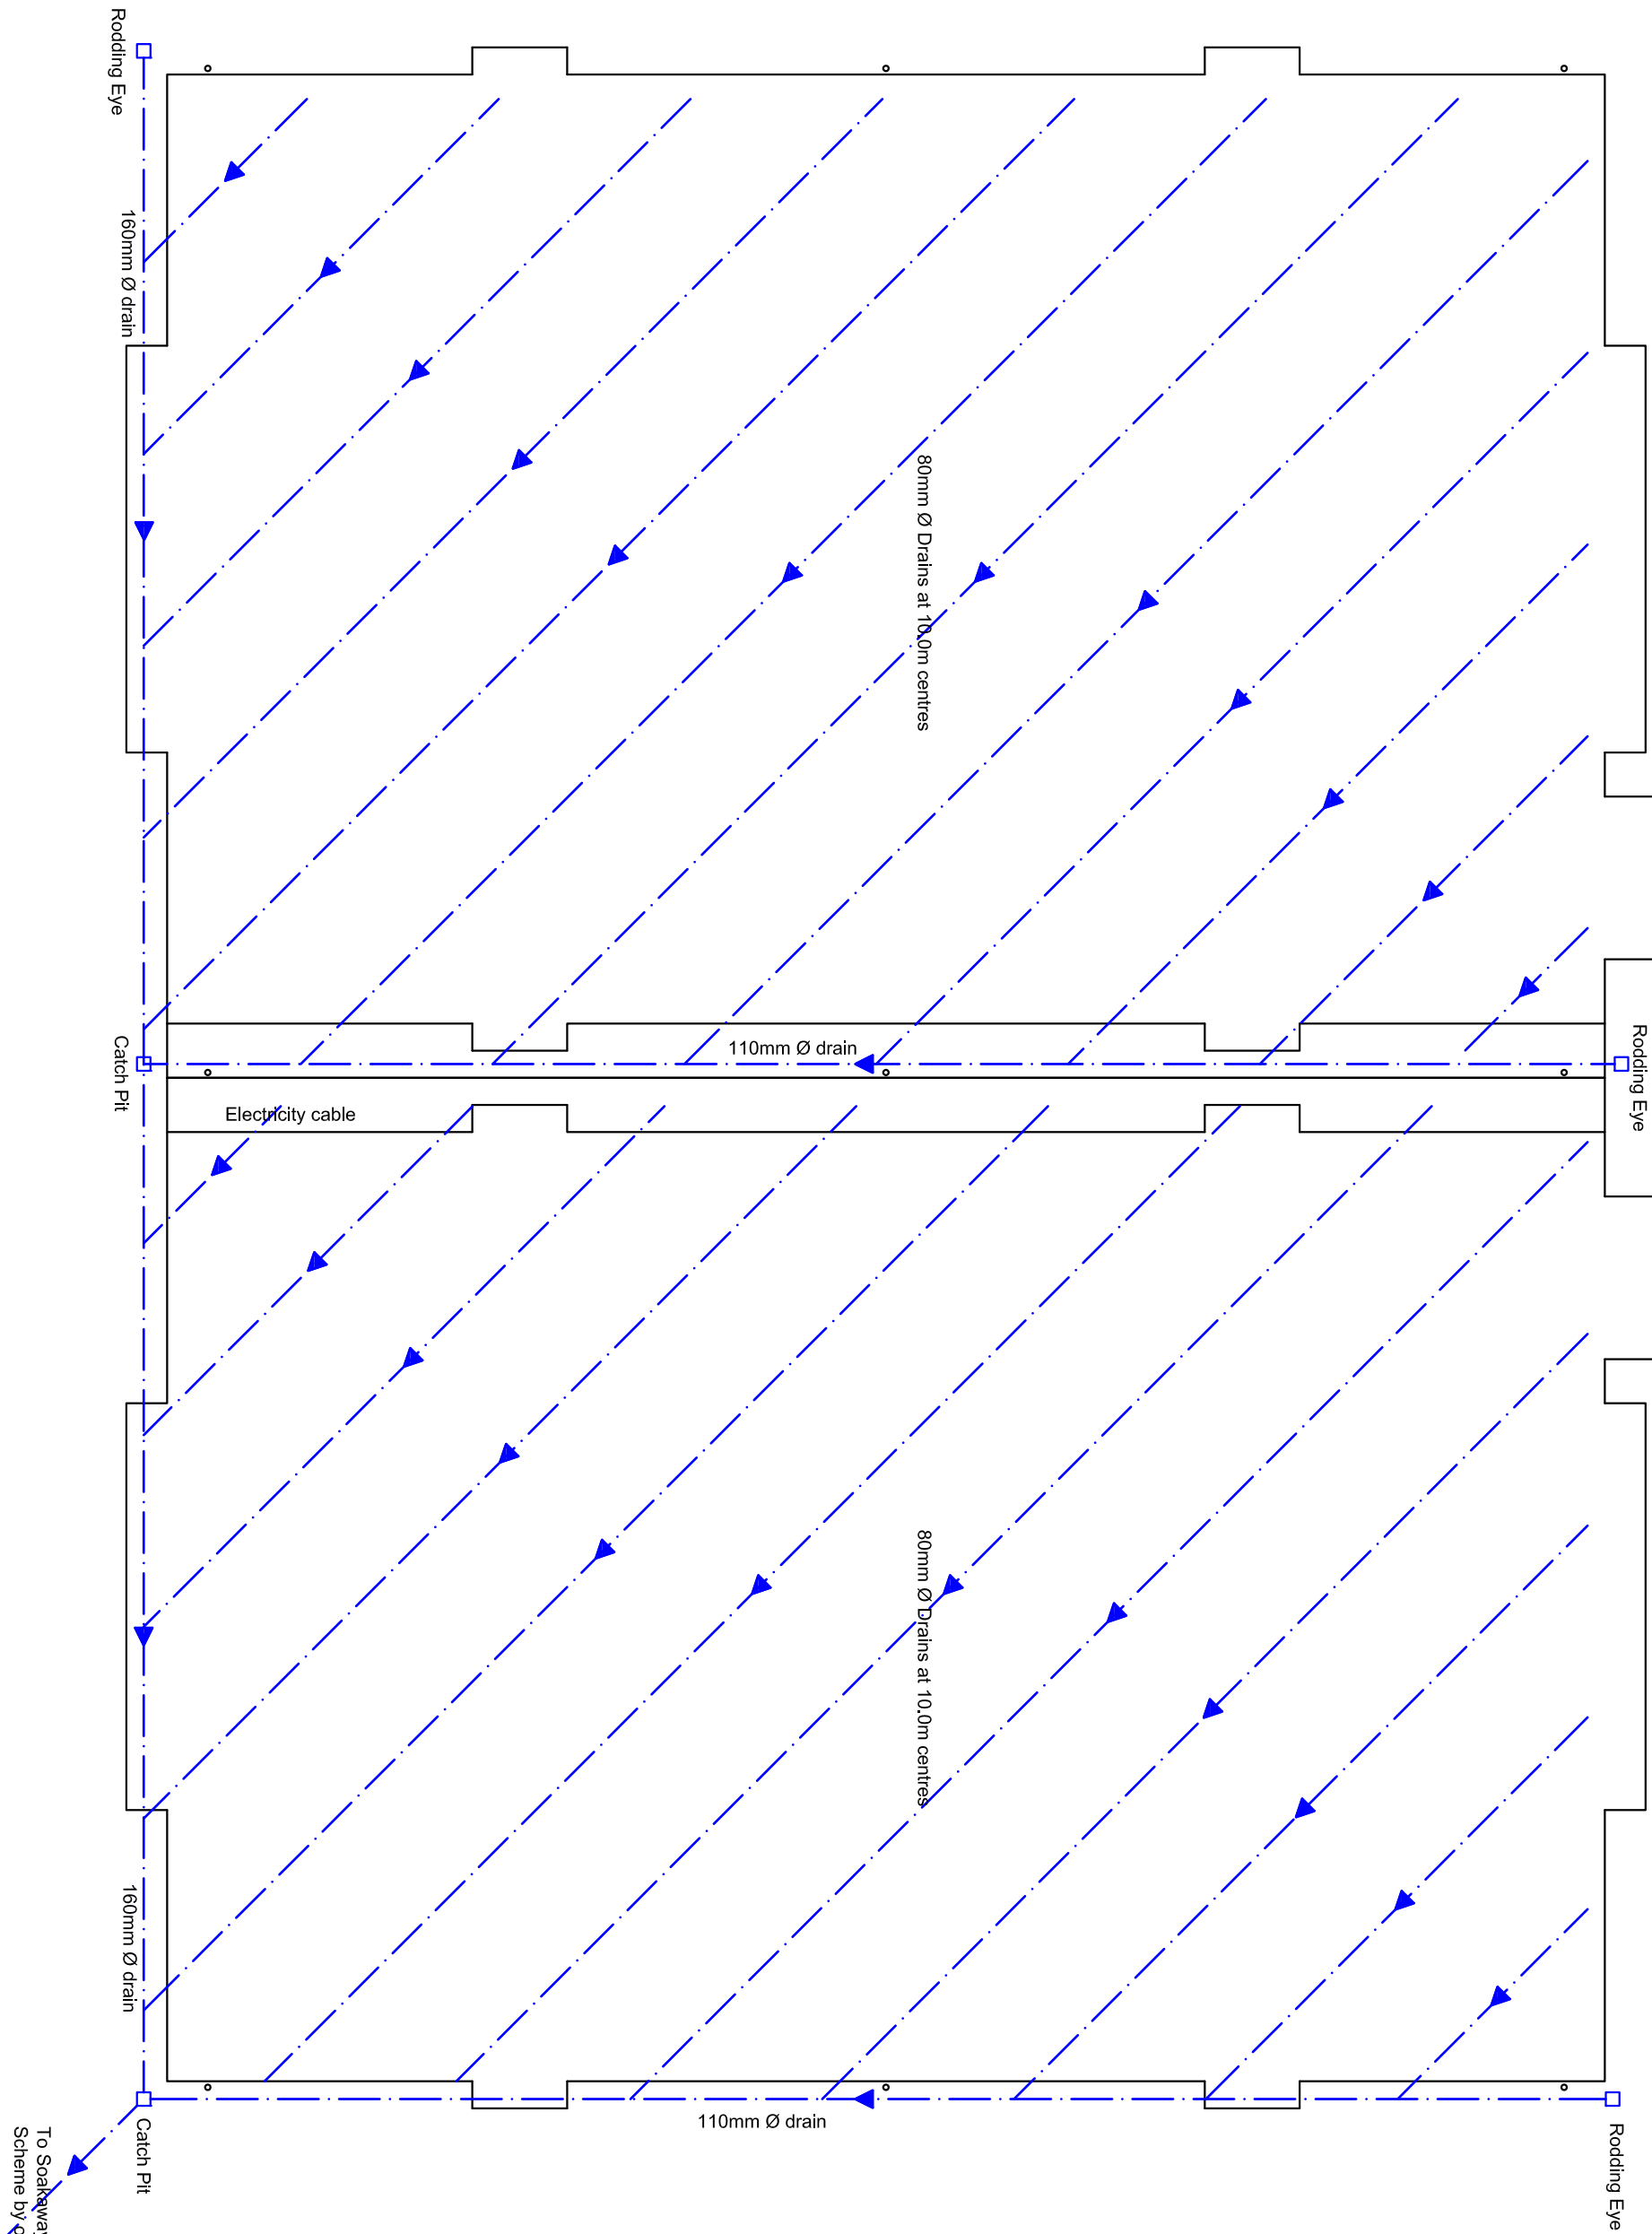 Rodding Eye
160mm Ø drain
80mm Ø Drains at 10.0m centres
Catch Pit
110mm Ø drain
Rodding Eye
Electricity cable
80mm Ø Drains at 10.0m centres
160mm Ø drain
Catch Pit
110mm Ø drain
Rodding Eye
To Soakaway
Scheme by